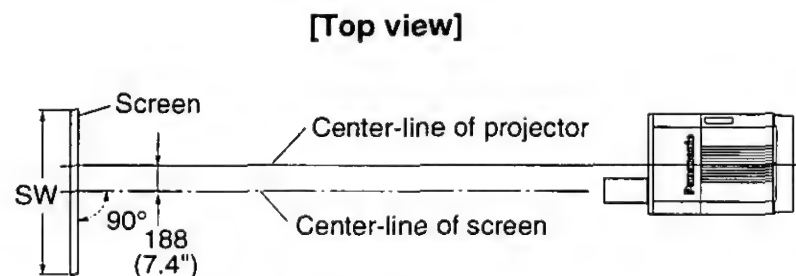 [Top view]
Screen
Center-line of projector
Panasonic
SW
90°
188
(7.4")
Center-line of screen